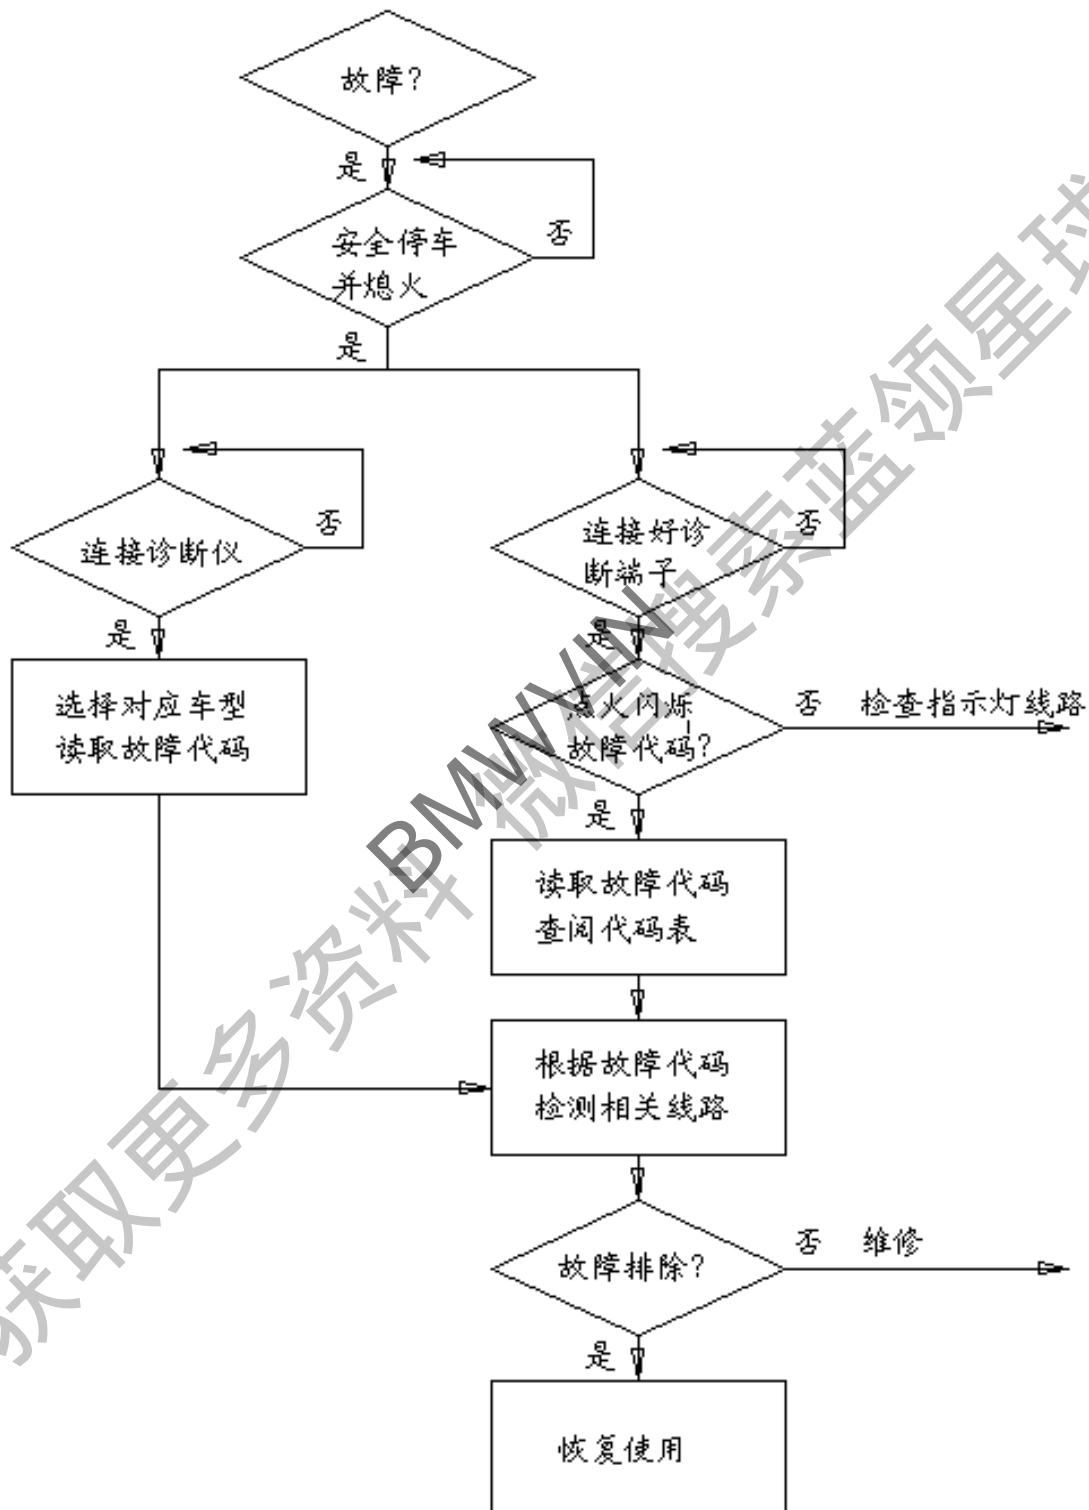 故障？
是
否
安全停车
并熄火
是
否
连接诊断仪
是
选择对应车型
读取故障代码
否
连接好诊
断端子
是
点火闪烁
故障代码？
否 检查指示灯线路
是
读取故障代码
查阅代码表
根据故障代码
检测相关线路
故障排除？
否 维修
是
恢复使用
BMWVIN
获取更多资料 微信搜索蓝领星球